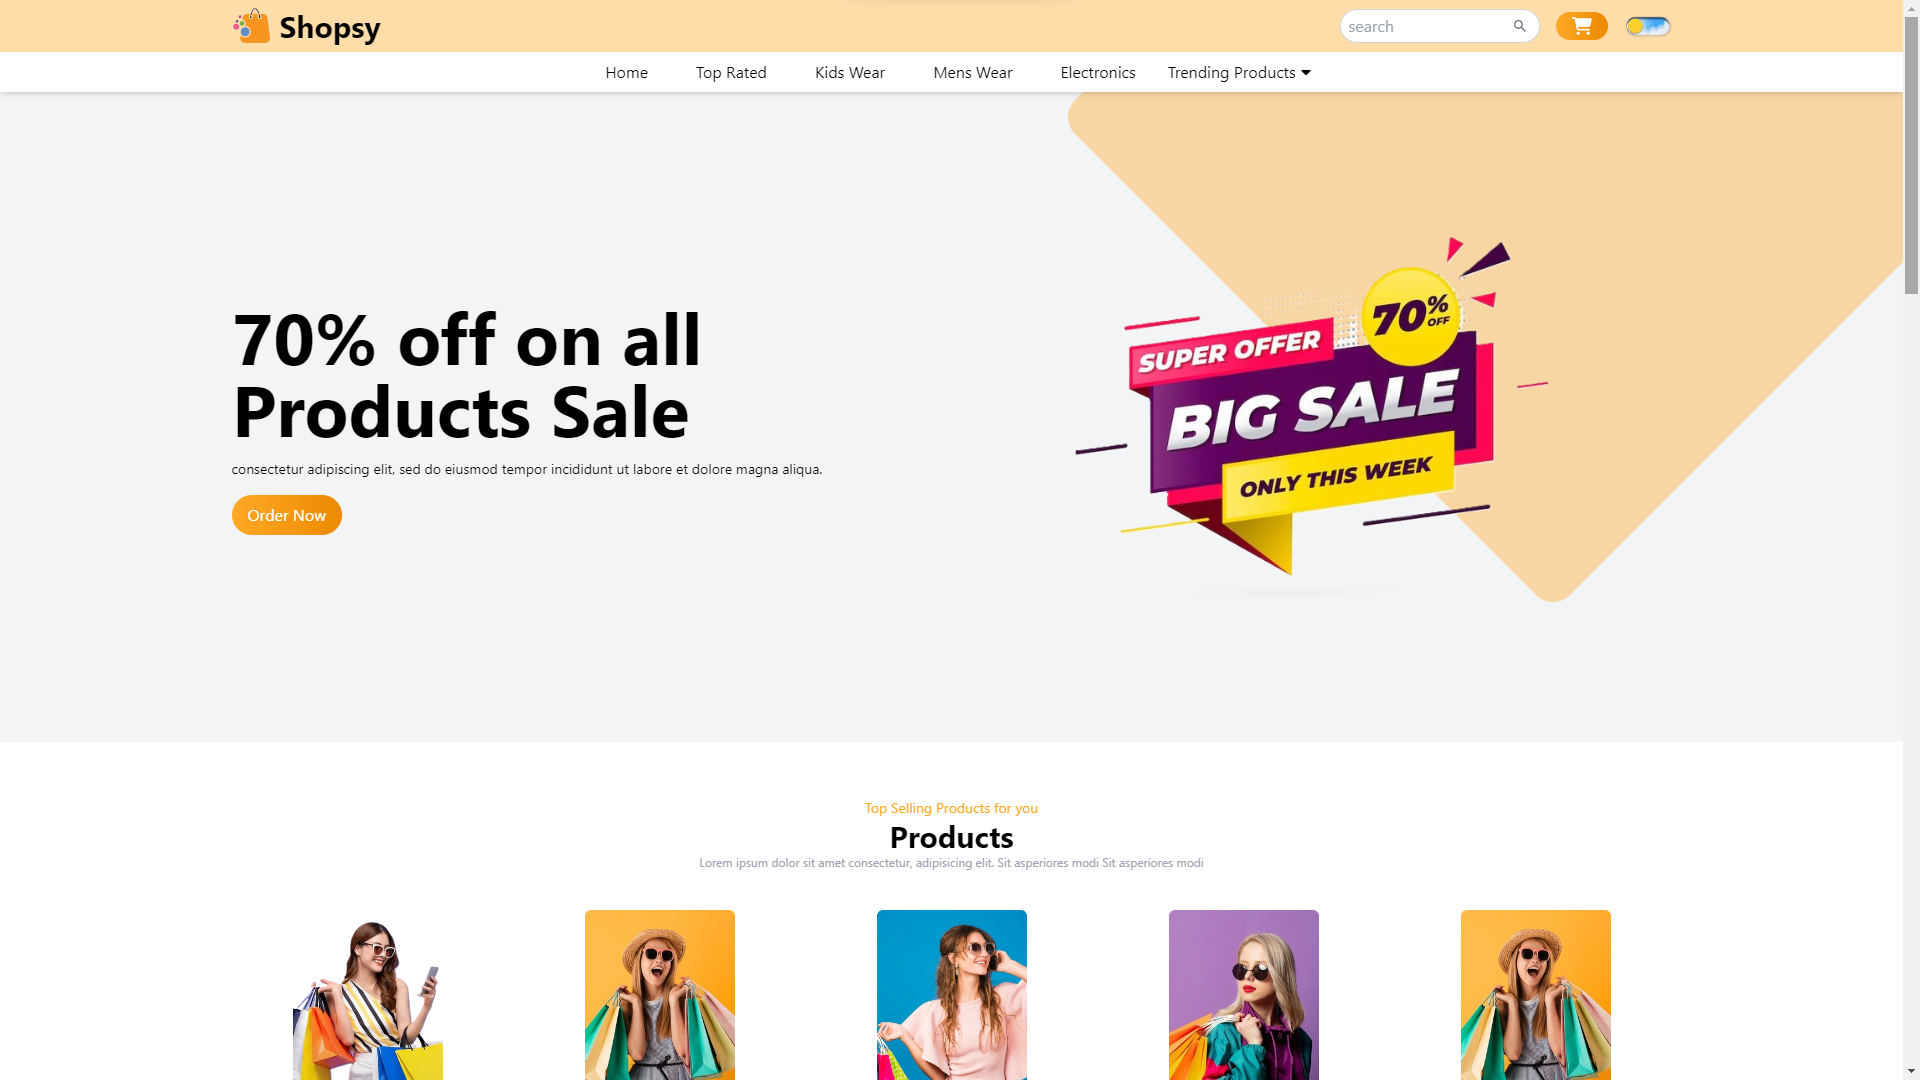 Shopsy
search
Home
Top Rated
Kids Wear
Mens Wear
Electronics
Trending Products
70% off on all
Products Sale
consectetur adipiscing elit, sed do eiusmod tempor incididunt ut labore et dolore magna aliqua.
Order Now
70%
OFF
SUPER OFFER
BIG SALE
ONLY THIS WEEK
Top Selling Products for you
Products
Lorem ipsum dolor sit amet consectetur, adipisicing elit. Sit asperiores modi Sit asperiores modi